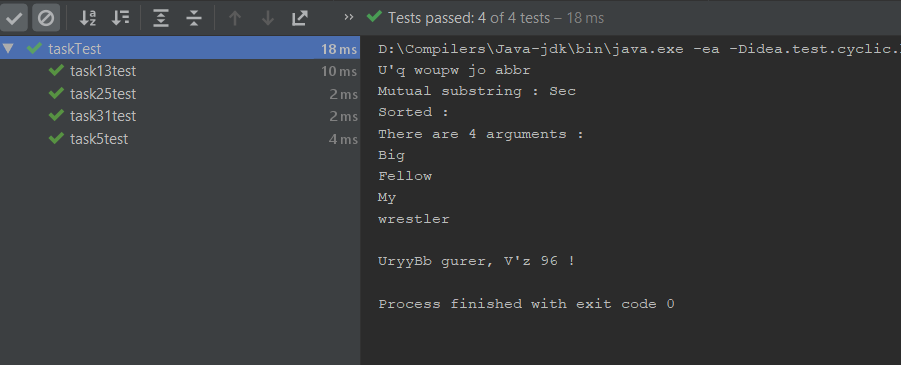 Tests passed: 4 of 4 tests – 18 ms
taskTest 18 ms
task13test 10 ms
task25test 2 ms
task31test 2 ms
task5test 4 ms
D:\Compilers\Java-jdk\bin\java.exe -ea -Didea.test.cyclic.
U'q woupw jo abbr
Mutual substring : Sec
Sorted :
There are 4 arguments :
Big
Fellow
My
wrestler
UryyBb gurer, V'z 96 !
Process finished with exit code 0